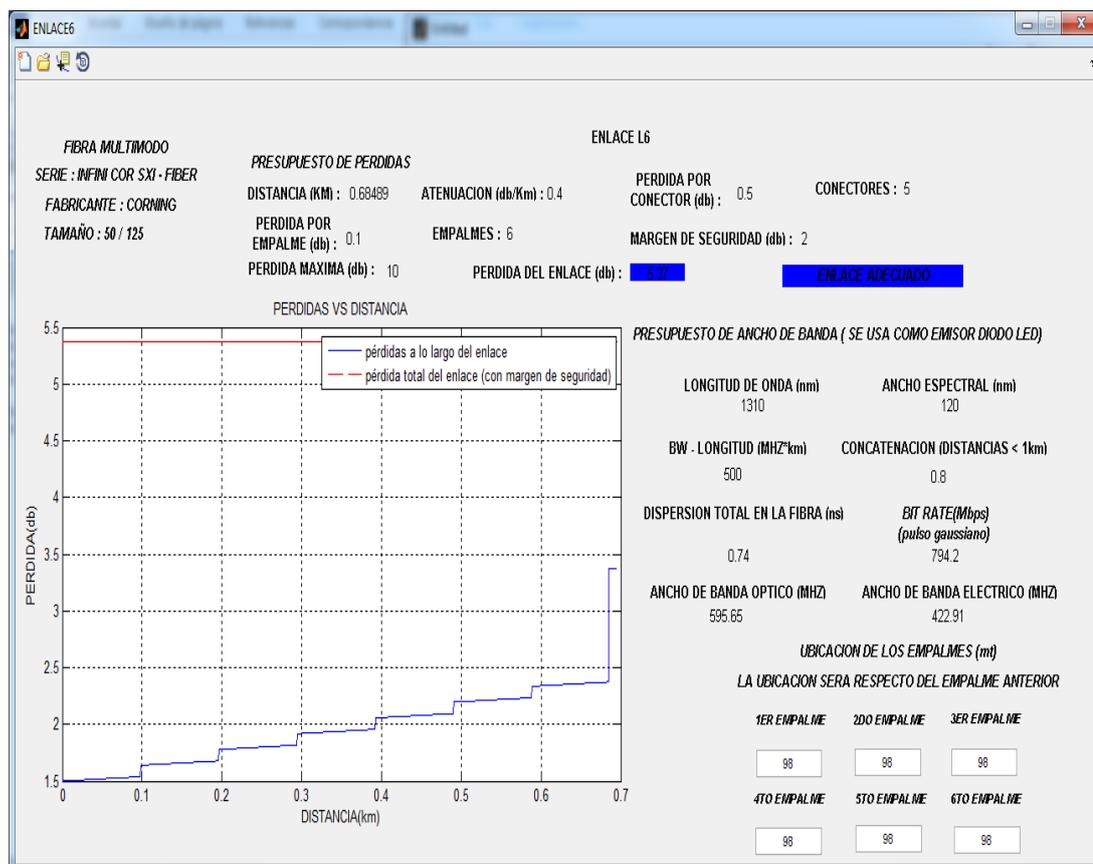 ENLACE6
ENLACE L6
FIBRA MULTIMODO
SERIE : INFINI COR SXI - FIBER
FABRICANTE : CORNING
TAMAÑO : 50 / 125
PRESUPUESTO DE PERDIDAS
DISTANCIA (KM) : 0.68489
ATENUACION (db/Km) : 0.4
PERDIDA POR CONECTOR (db) : 0.5
CONECTORES : 5
PERDIDA POR EMPALME (db) : 0.1
EMPALMES : 6
MARGEN DE SEGURIDAD (db) : 2
PERDIDA MAXIMA (db) : 10
PERDIDA DEL ENLACE (db) : 5.37
ENLACE ADECUADO
PERDIDAS VS DISTANCIA
pérdidas a lo largo del enlace
pérdida total del enlace (con margen de seguridad)
PERDIDA(db)
5.5
5
4.5
4
3.5
3
2.5
2
1.5
0 0.1 0.2 0.3 0.4 0.5 0.6 0.7
DISTANCIA(km)
PRESUPUESTO DE ANCHO DE BANDA ( SE USA COMO EMISOR DIODO LED)
LONGITUD DE ONDA (nm)
1310
ANCHO ESPECTRAL (nm)
120
BW - LONGITUD (MHZ*km)
500
CONCATENACION (DISTANCIAS < 1km)
0.8
DISPERSION TOTAL EN LA FIBRA (ns)
0.74
BIT RATE(Mbps)
(pulso gaussiano)
794.2
ANCHO DE BANDA OPTICO (MHZ)
595.65
ANCHO DE BANDA ELECTRICO (MHZ)
422.91
UBICACION DE LOS EMPALMES (mt)
LA UBICACION SERA RESPECTO DEL EMPALME ANTERIOR
1ER EMPALME 2DO EMPALME 3ER EMPALME
98 98 98
4TO EMPALME 5TO EMPALME 6TO EMPALME
98 98 98